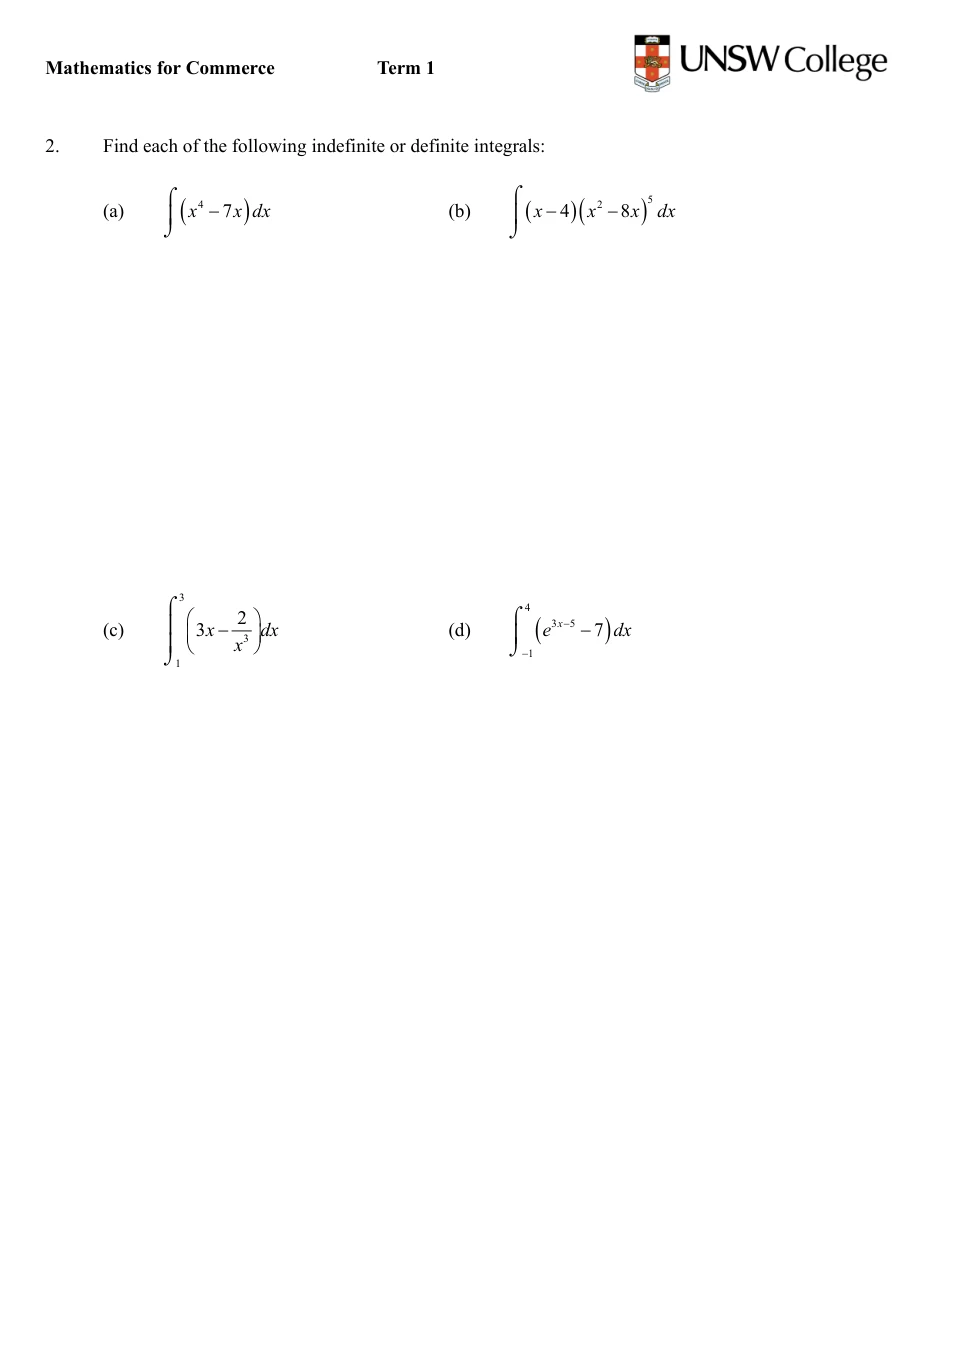 UNSW College
Mathematics for Commerce Term 1
2. Find each of the following indefinite or definite integrals:
(a) ∫(x⁴ − 7x)dx (b) ∫(x − 4)(x² − 8x)⁵ dx
(c) ∫₁³(3x − 2/x³)dx (d) ∫₋₁⁴(e³ˣ⁻⁵ − 7)dx